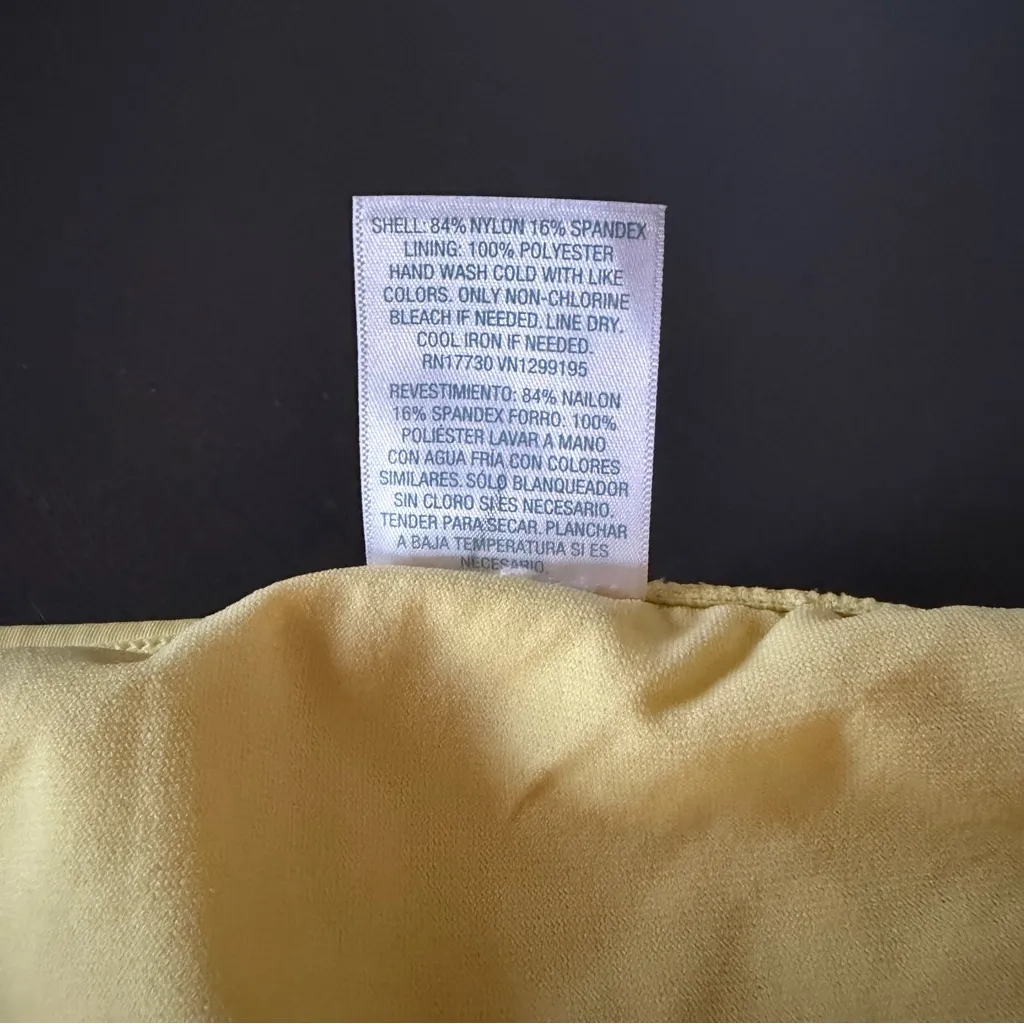 SHELL: 84% NYLON 16% SPANDEX
LINING: 100% POLYESTER
HAND WASH COLD WITH LIKE
COLORS. ONLY NON-CHLORINE
BLEACH IF NEEDED. LINE DRY.
COOL IRON IF NEEDED.
RN17730 VN1299195
REVESTIMIENTO: 84% NAILON
16% SPANDEX FORRO: 100%
POLIÉSTER LAVAR A MANO
CON AGUA FRÍA CON COLORES
SIMILARES. SÓLO BLANQUEADOR
SIN CLORO SI ES NECESARIO.
TENDER PARA SECAR. PLANCHAR
A BAJA TEMPERATURA SI ES
NECESARIO.